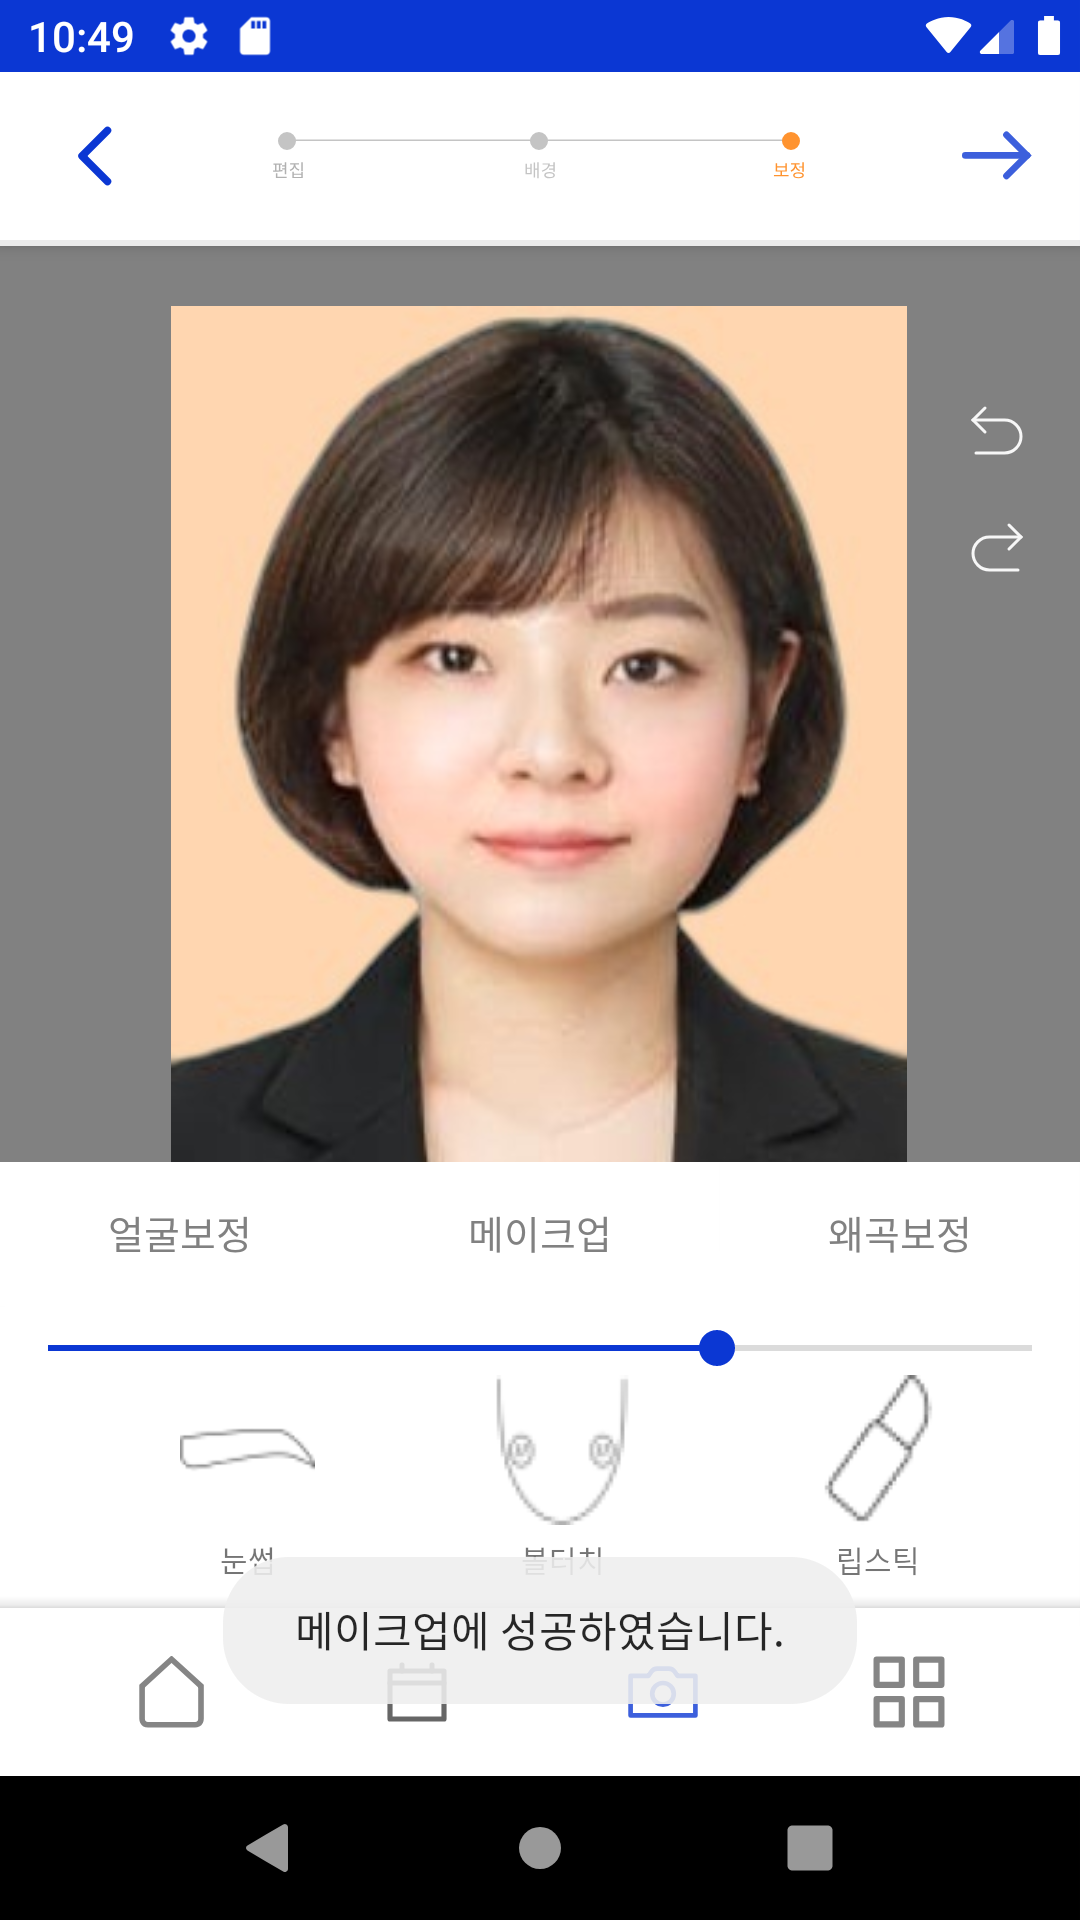 10:49
편집
배경
보정
얼굴보정
메이크업
왜곡보정
눈썹
볼터치
립스틱
메이크업에 성공하였습니다.